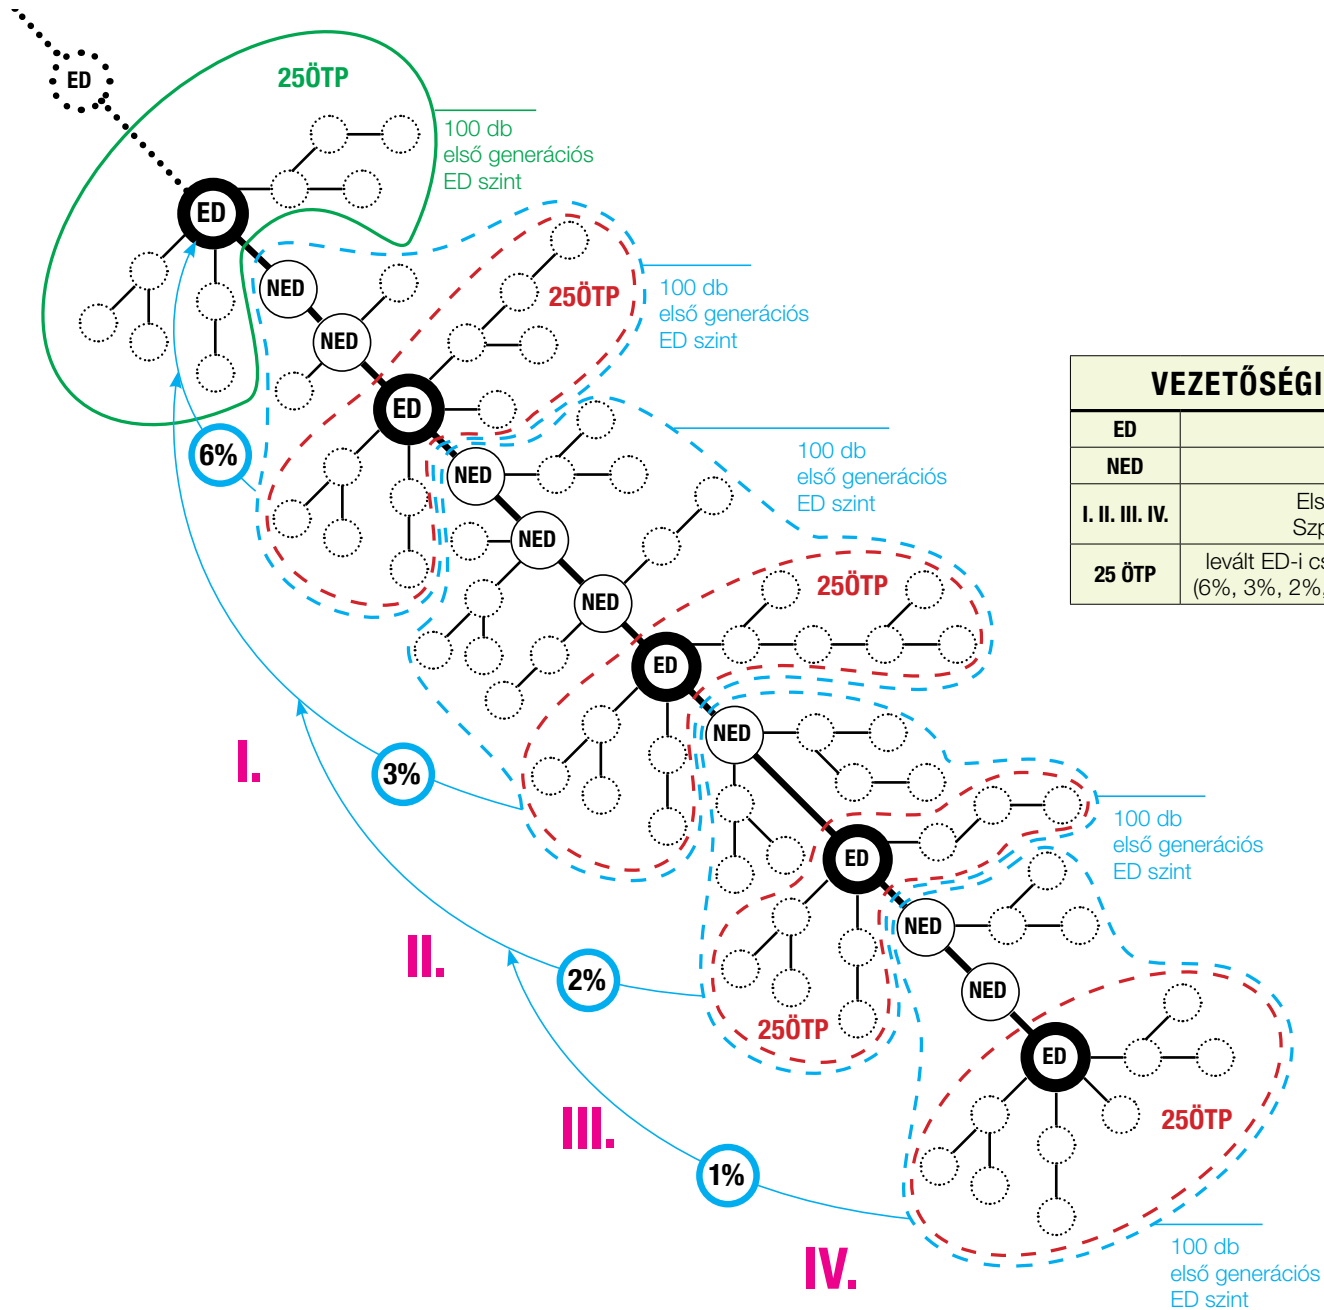 ED
25ÖTP
100 db
első generációs
ED szint
ED
NED
NED
25ÖTP
100 db
első generációs
ED szint
ED
6%
NED
NED
NED
100 db
első generációs
ED szint
25ÖTP
ED
I.
3%
NED
ED
100 db
első generációs
ED szint
II.
2%
25ÖTP
NED
NED
ED
25ÖTP
III.
1%
IV.
100 db
első generációs
ED szint
VEZETŐSÉGI
ED
NED
I. II. III. IV.
Els
Szp
25 ÖTP
levált ED-i cs
(6%, 3%, 2%,